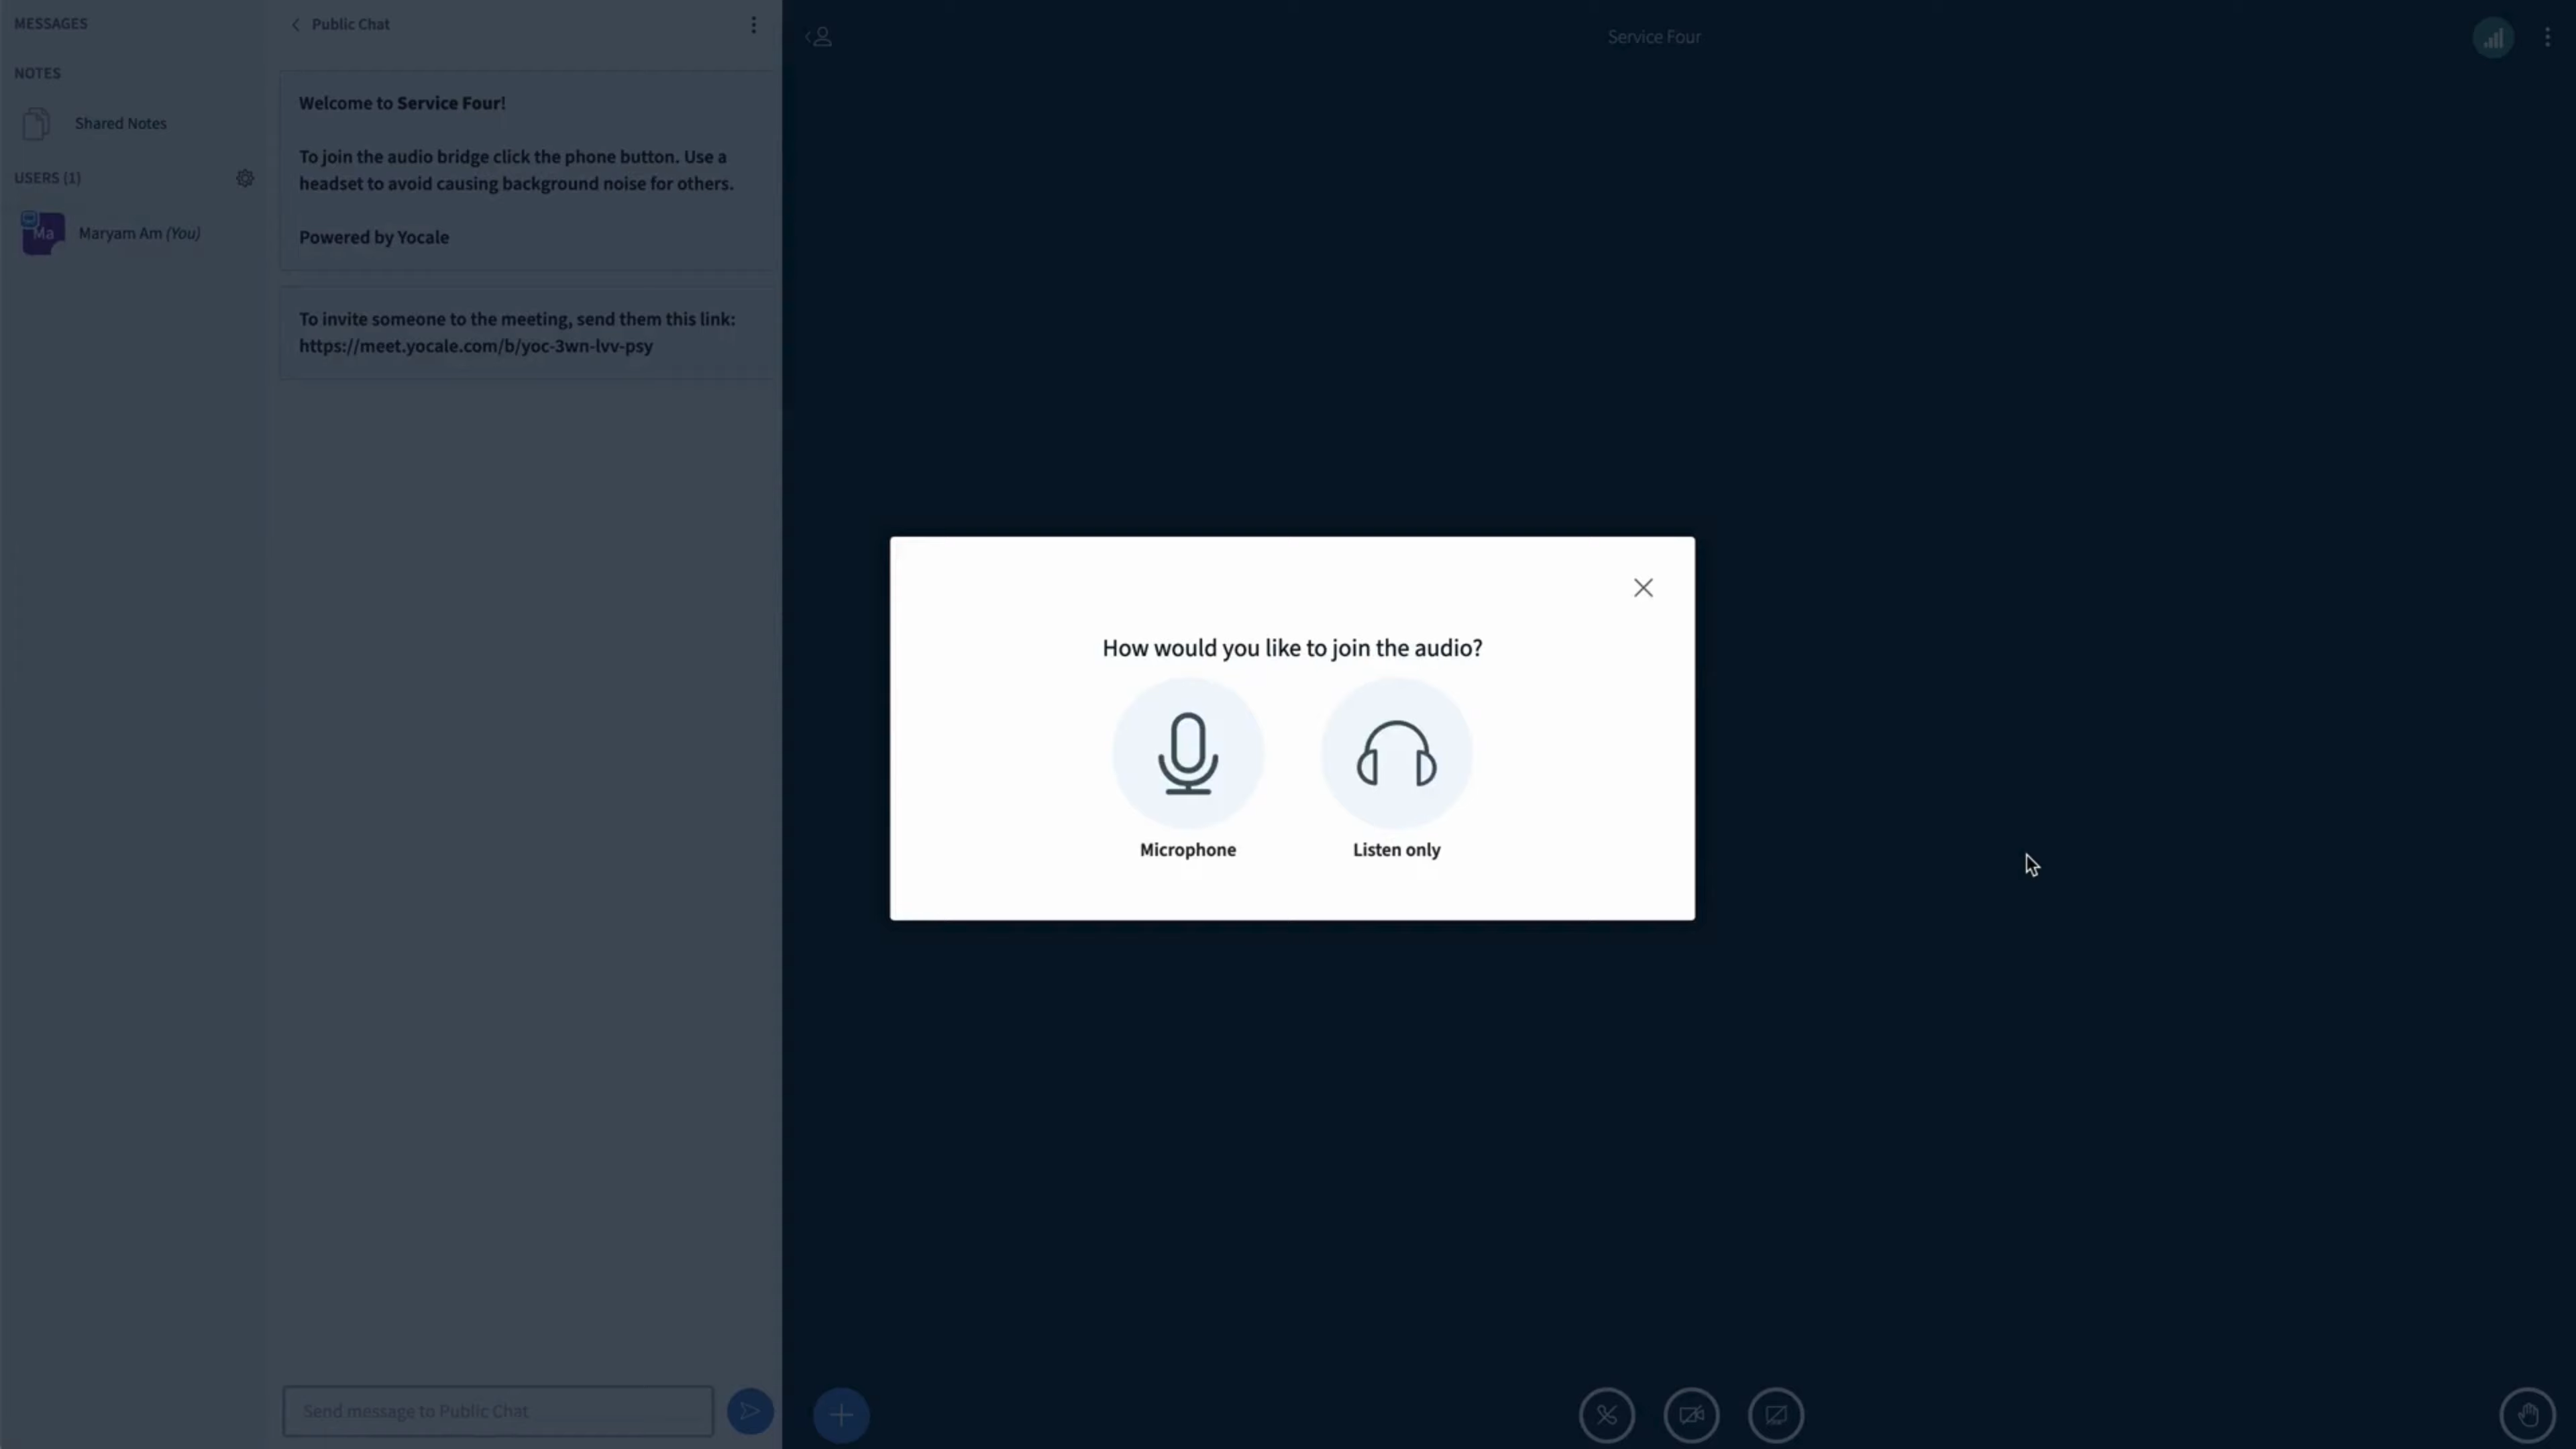 MESSAGES
NOTES
Shared Notes
USERS (1)
Ma
Maryam Am (You)
Public Chat
Welcome to Service Four!
To join the audio bridge click the phone button. Use a
headset to avoid causing background noise for others.
Powered by Yocale
To invite someone to the meeting, send them this link:
https://meet.yocale.com/b/yoc-3wn-lvv-psy
Send message to Public Chat
Service Four
How would you like to join the audio?
Microphone
Listen only